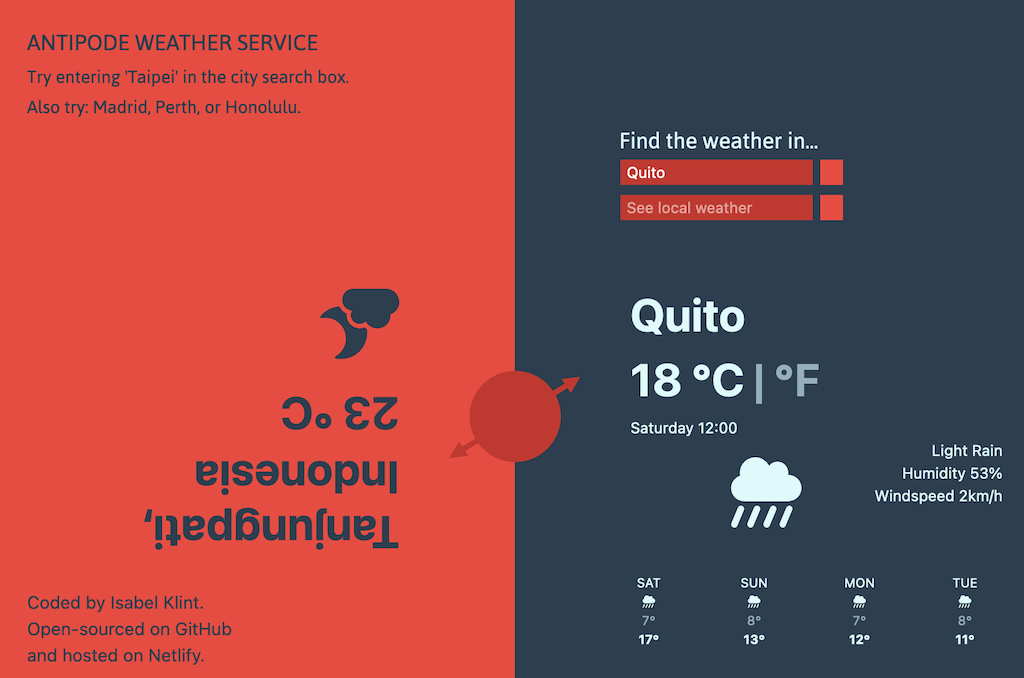 ANTIPODE WEATHER SERVICE
Try entering 'Taipei' in the city search box.
Also try: Madrid, Perth, or Honolulu.
Tanjungpati,
Indonesia
23 °C
Coded by Isabel Klint.
Open-sourced on GitHub
and hosted on Netlify.
Find the weather in...
Quito
See local weather
Quito
18 °C | °F
Saturday 12:00
Light Rain
Humidity 53%
Windspeed 2km/h
SAT SUN MON TUE
7° 8° 7° 8°
17° 13° 12° 11°